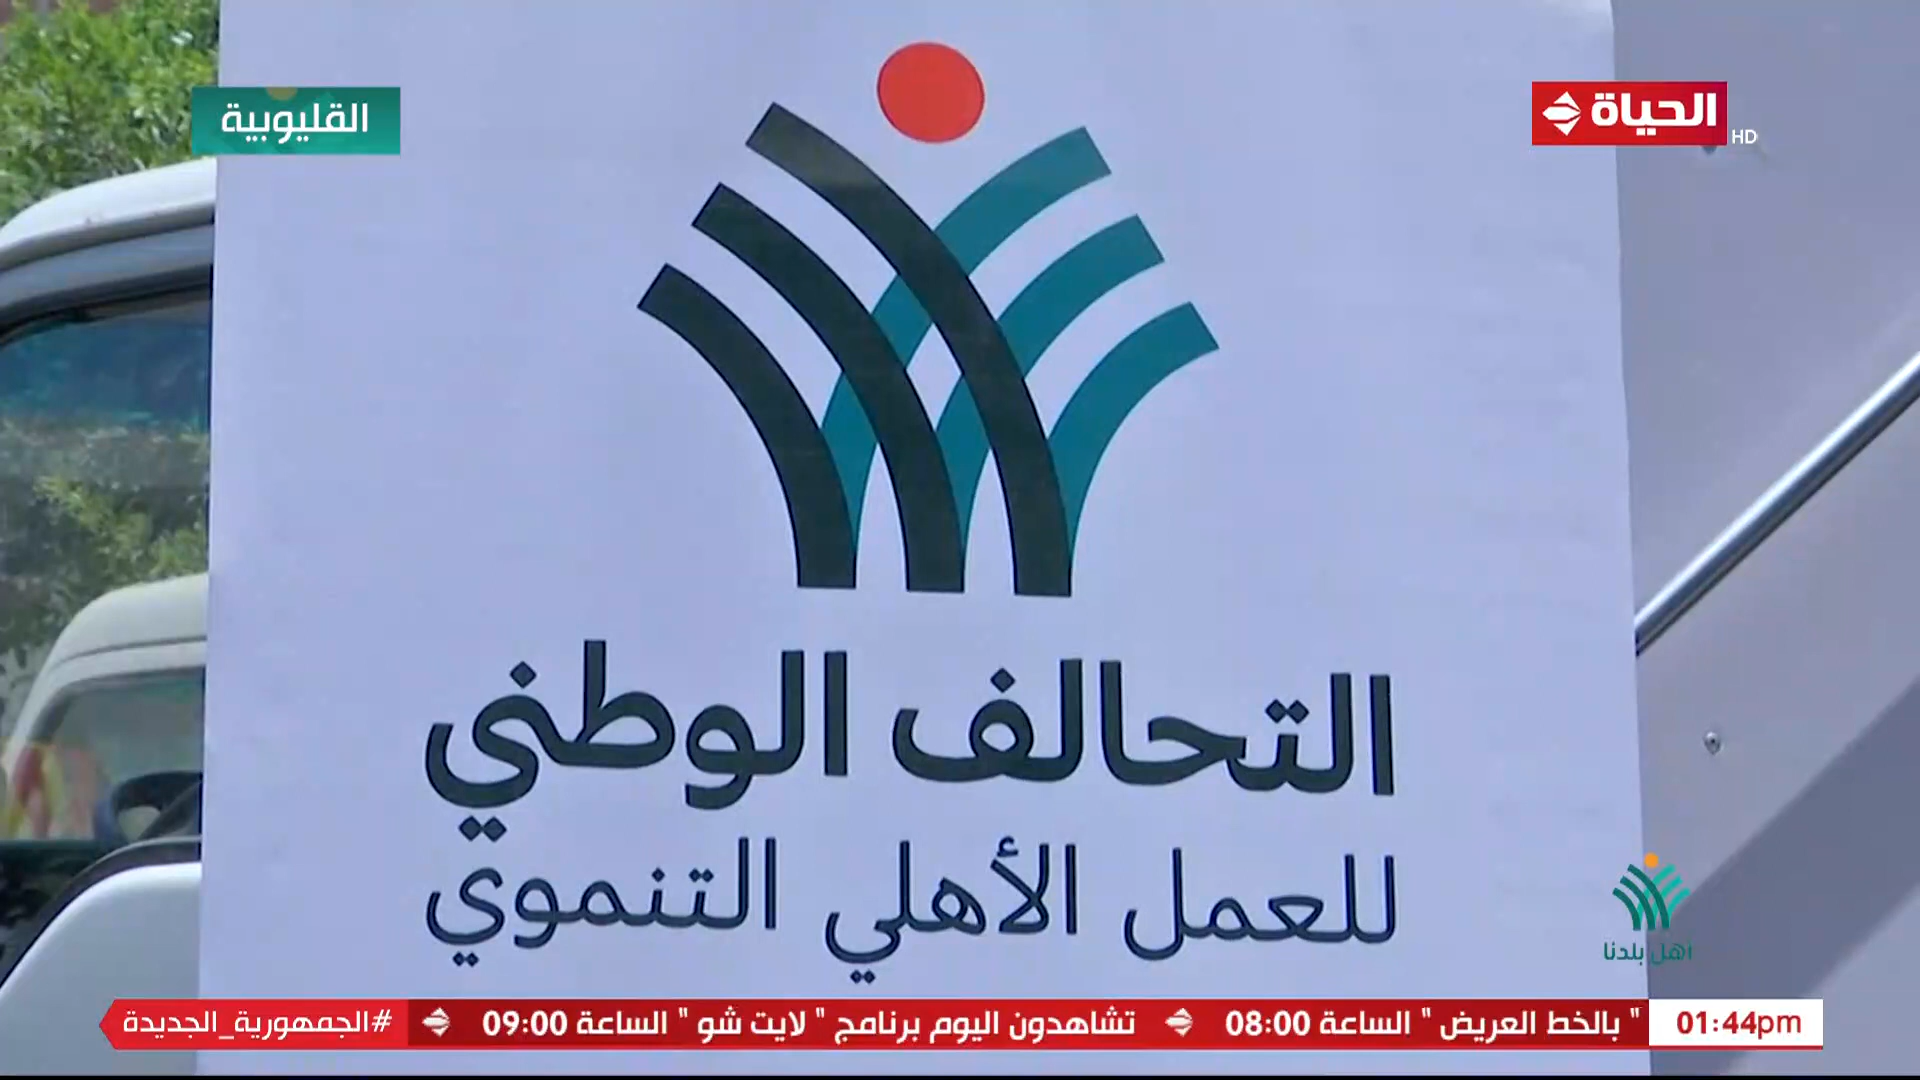 القليوبية
الحياة
HD
التحالف الوطني
للعمل الأهلي التنموي
أهل بلدنا
01:44pm
" بالخط العريض " الساعة 08:00 تشاهدون اليوم برنامج " لايت شو " الساعة 09:00
#الجمهورية_الجديدة